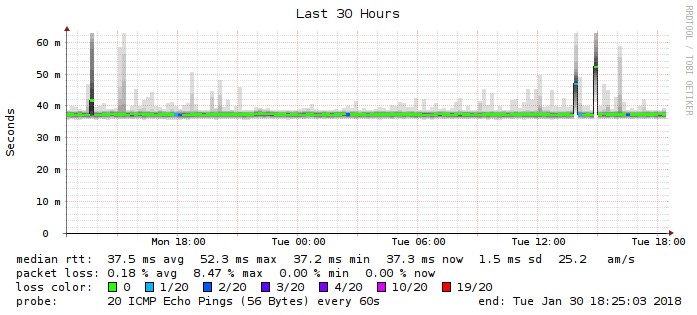 Last 30 Hours
RRDTOOL / TOBI OETIKER
Seconds
60 m
50 m
40 m
30 m
20 m
10 m
0
Mon 18:00 Tue 00:00 Tue 06:00 Tue 12:00 Tue 18:00
median rtt: 37.5 ms avg 52.3 ms max 37.2 ms min 37.3 ms now 1.5 ms sd 25.2 am/s
packet loss: 0.18 % avg 8.47 % max 0.00 % min 0.00 % now
loss color: 0 1/20 2/20 3/20 4/20 10/20 19/20
probe: 20 ICMP Echo Pings (56 Bytes) every 60s end: Tue Jan 30 18:25:03 2018